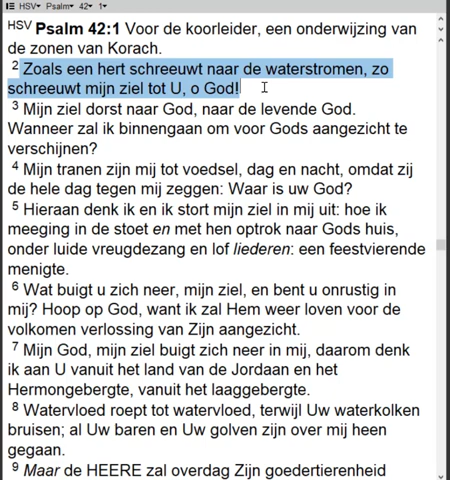 HSV Psalm 42 1
HSV Psalm 42:1 Voor de koorleider, een onderwijzing van
de zonen van Korach.
2 Zoals een hert schreeuwt naar de waterstromen, zo
schreeuwt mijn ziel tot U, o God!
3 Mijn ziel dorst naar God, naar de levende God.
Wanneer zal ik binnengaan om voor Gods aangezicht te
verschijnen?
4 Mijn tranen zijn mij tot voedsel, dag en nacht, omdat zij
de hele dag tegen mij zeggen: Waar is uw God?
5 Hieraan denk ik en ik stort mijn ziel in mij uit: hoe ik
meeging in de stoet en met hen optrok naar Gods huis,
onder luide vreugdezang en lof liederen: een feestvierende
menigte.
6 Wat buigt u zich neer, mijn ziel, en bent u onrustig in
mij? Hoop op God, want ik zal Hem weer loven voor de
volkomen verlossing van Zijn aangezicht.
7 Mijn God, mijn ziel buigt zich neer in mij, daarom denk
ik aan U vanuit het land van de Jordaan en het
Hermongebergte, vanuit het laaggebergte.
8 Watervloed roept tot watervloed, terwijl Uw waterkolken
bruisen; al Uw baren en Uw golven zijn over mij heen
gegaan.
9 Maar de HEERE zal overdag Zijn goedertierenheid